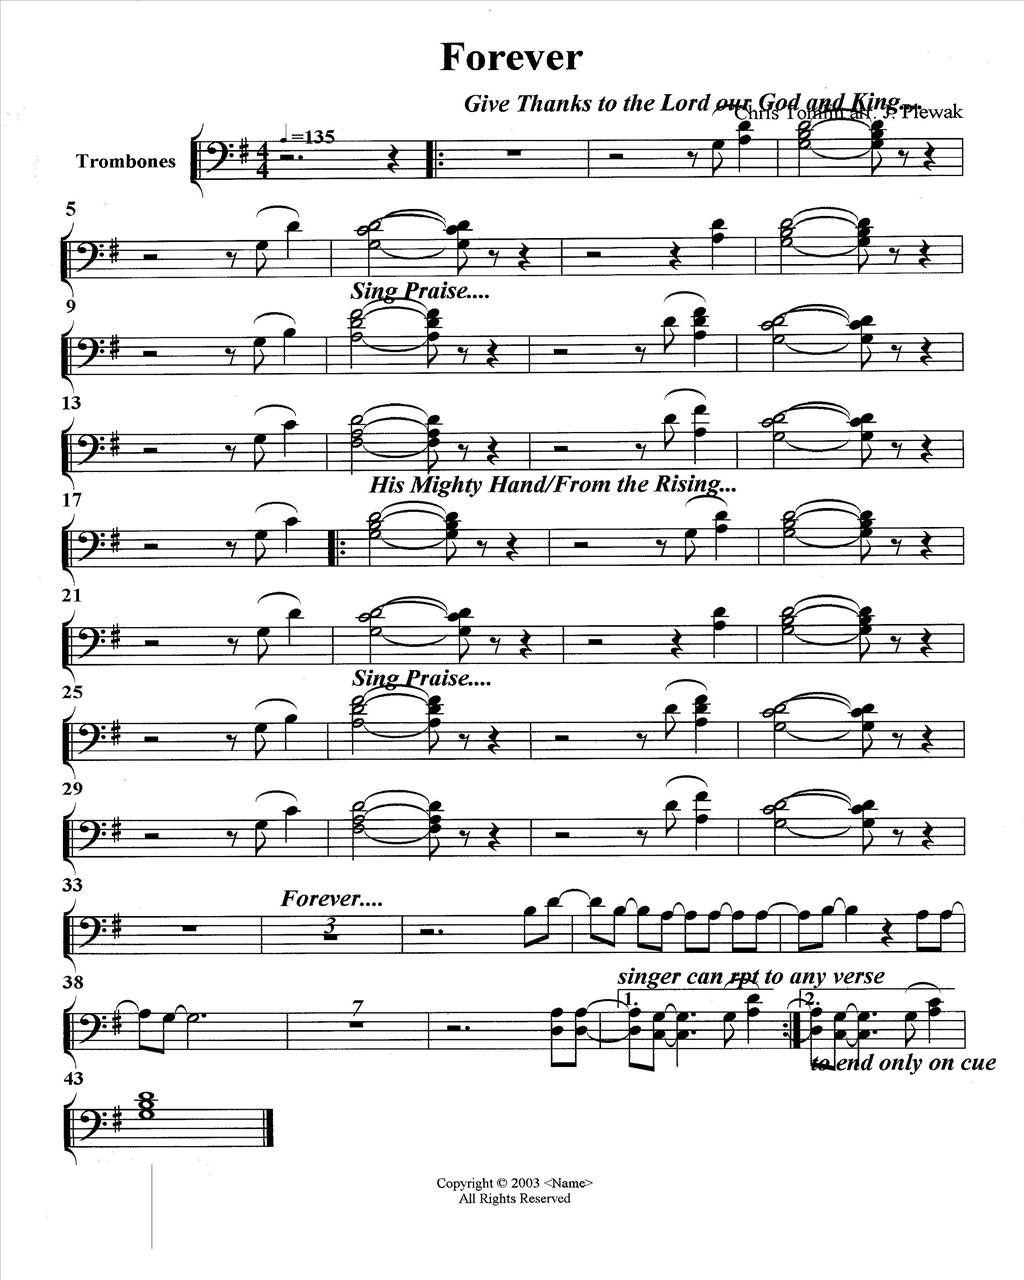 Forever
Give Thanks to the Lord our God and King...
Chris Tomlin arr. J. Plewak
=135
Trombones
4
4
5
Sing Praise....
9
13
His Mighty Hand/From the Rising...
17
21
Sing Praise....
25
29
33
Forever....
3
singer can rpt to any verse
38
7
1.
2.
to end only on cue
43
Copyright © 2003 <Name>
All Rights Reserved